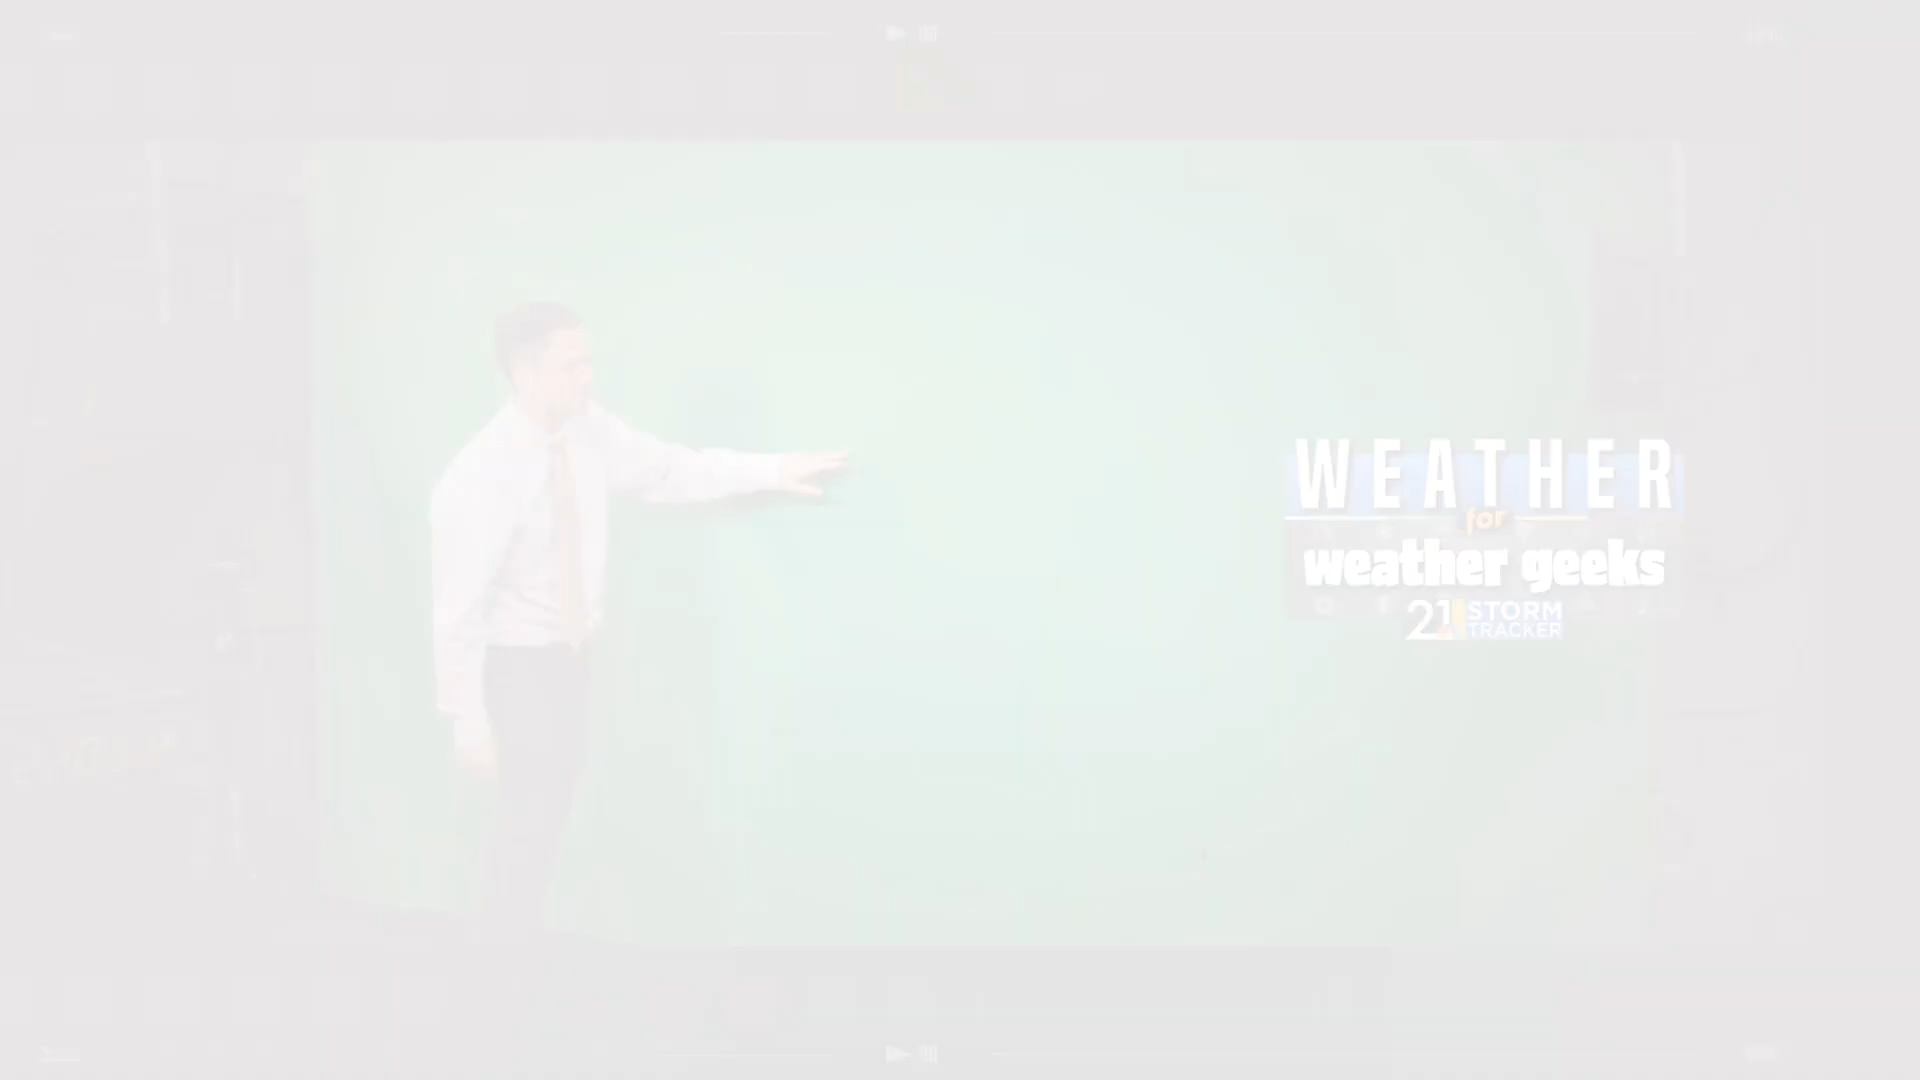 WEATHER
for
weather geeks
21 STORM
TRACKER